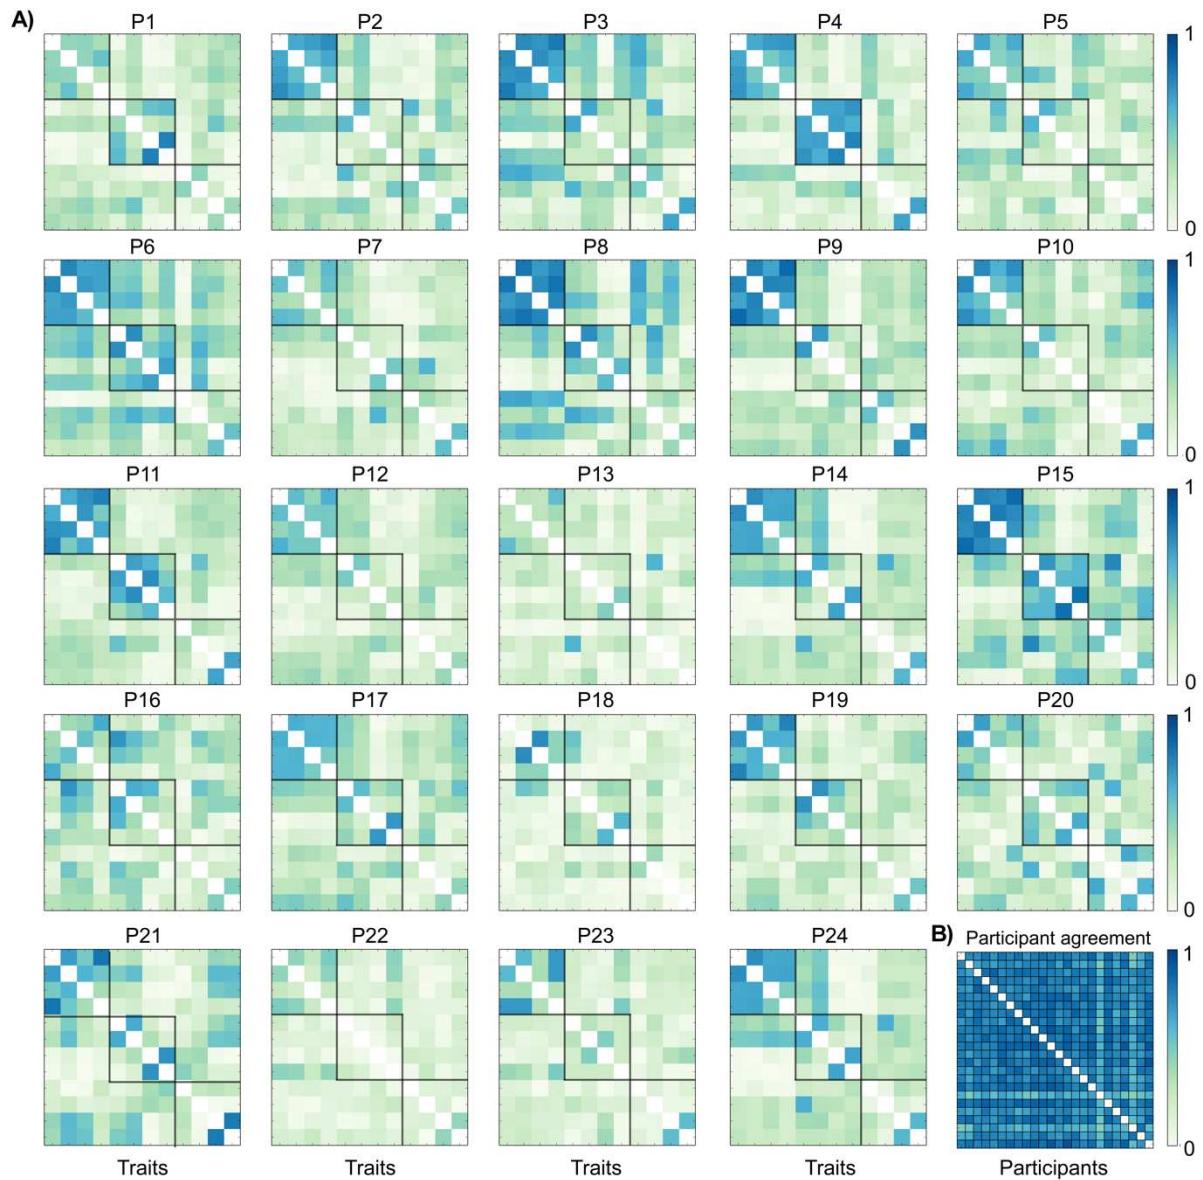 A)
P1 P2 P3 P4 P5
1
0
P6 P7 P8 P9 P10
1
0
P11 P12 P13 P14 P15
1
0
P16 P17 P18 P19 P20
1
0
P21 P22 P23 P24
B)
Participant agreement
1
0
Traits Traits Traits Traits Participants